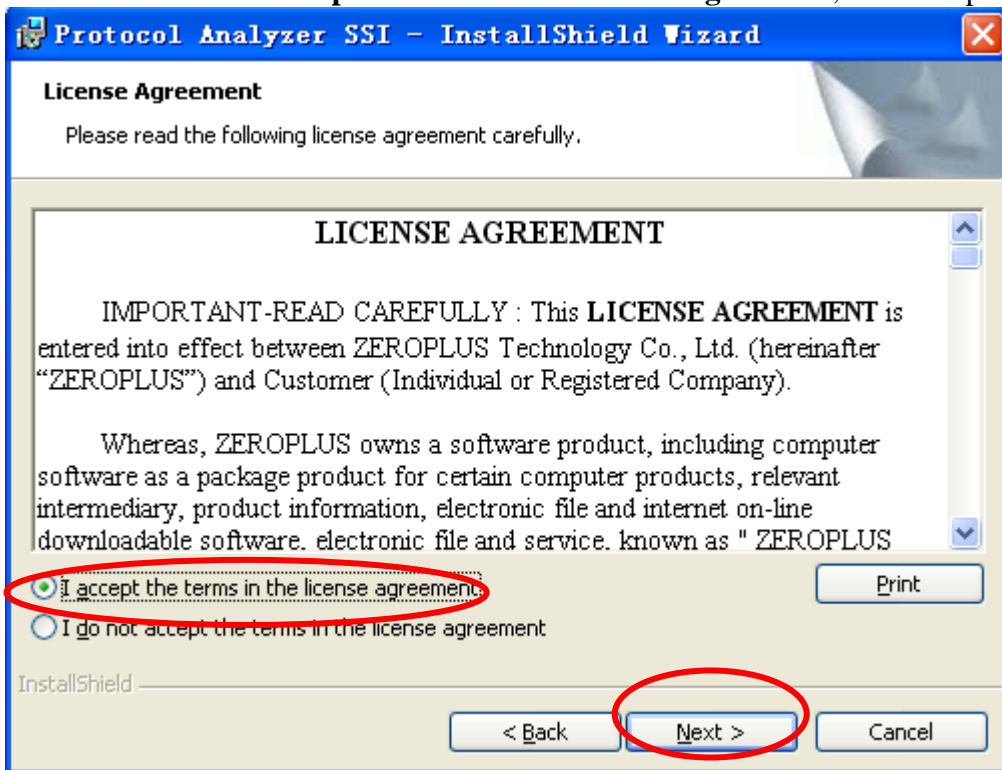 Protocol Analyzer SSI - InstallShield Wizard
License Agreement
Please read the following license agreement carefully.
LICENSE AGREEMENT
IMPORTANT-READ CAREFULLY : This LICENSE AGREEMENT is
entered into effect between ZEROPLUS Technology Co., Ltd. (hereinafter
“ZEROPLUS”) and Customer (Individual or Registered Company).
Whereas, ZEROPLUS owns a software product, including computer
software as a package product for certain computer products, relevant
intermediary, product information, electronic file and internet on-line
downloadable software, electronic file and service, known as " ZEROPLUS
I accept the terms in the license agreement
Print
I do not accept the terms in the license agreement
InstallShield
< Back Next > Cancel